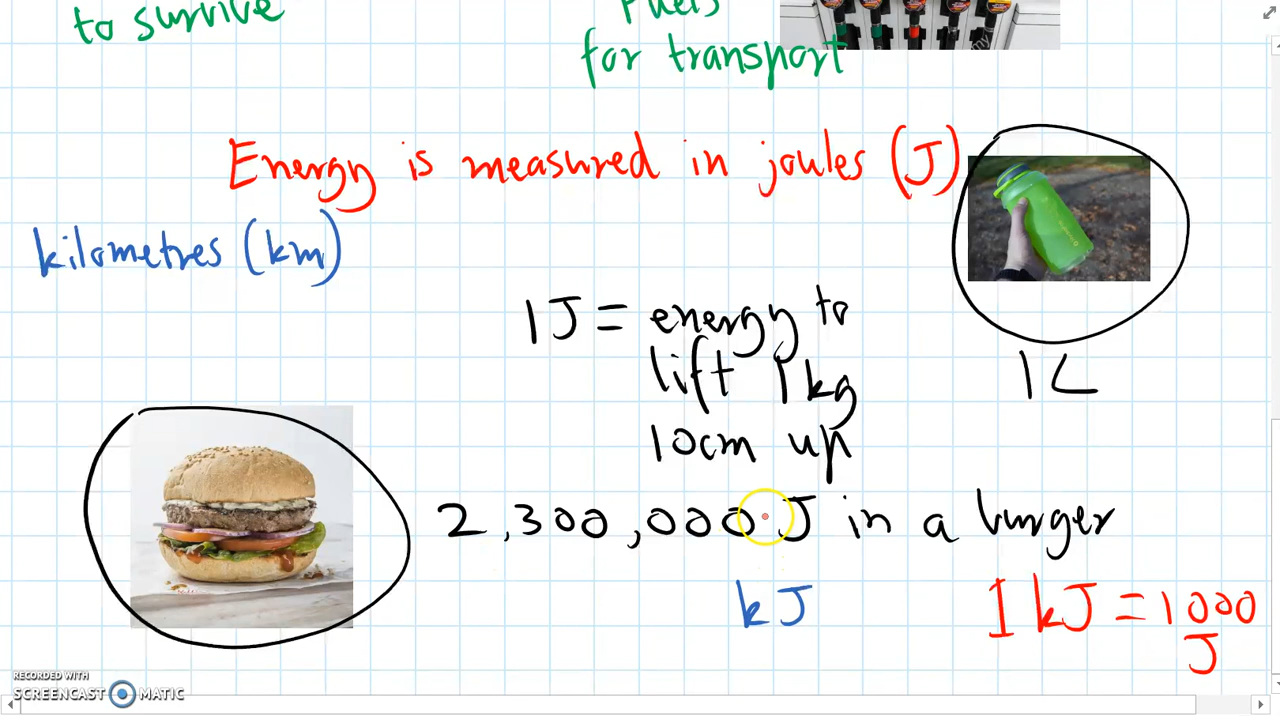 to survive
fuels
for transport
Energy is measured in joules (J)
kilometres (km)
1J = energy to
lift 1kg
10cm up
1L
2,300,000 J in a burger
kJ
1 kJ = 1000
J
RECORDED WITH
SCREENCAST MATIC